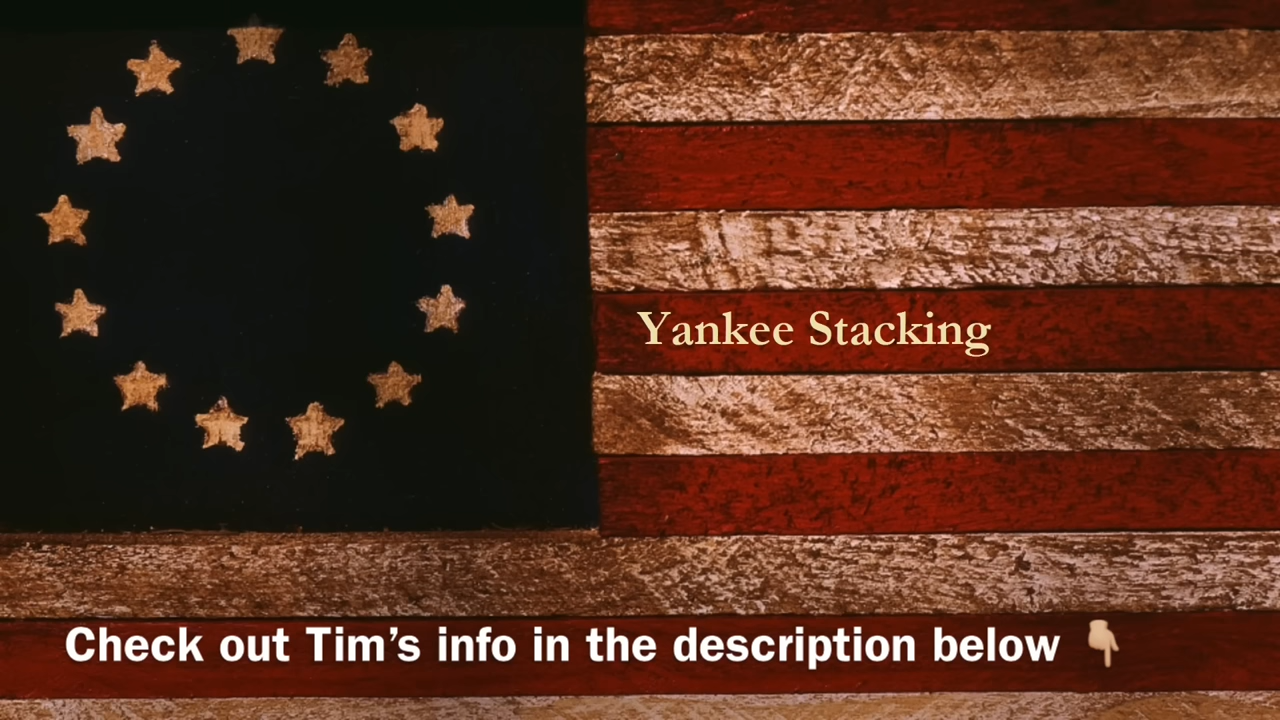 Yankee Stacking
Check out Tim’s info in the description below 👇🏼